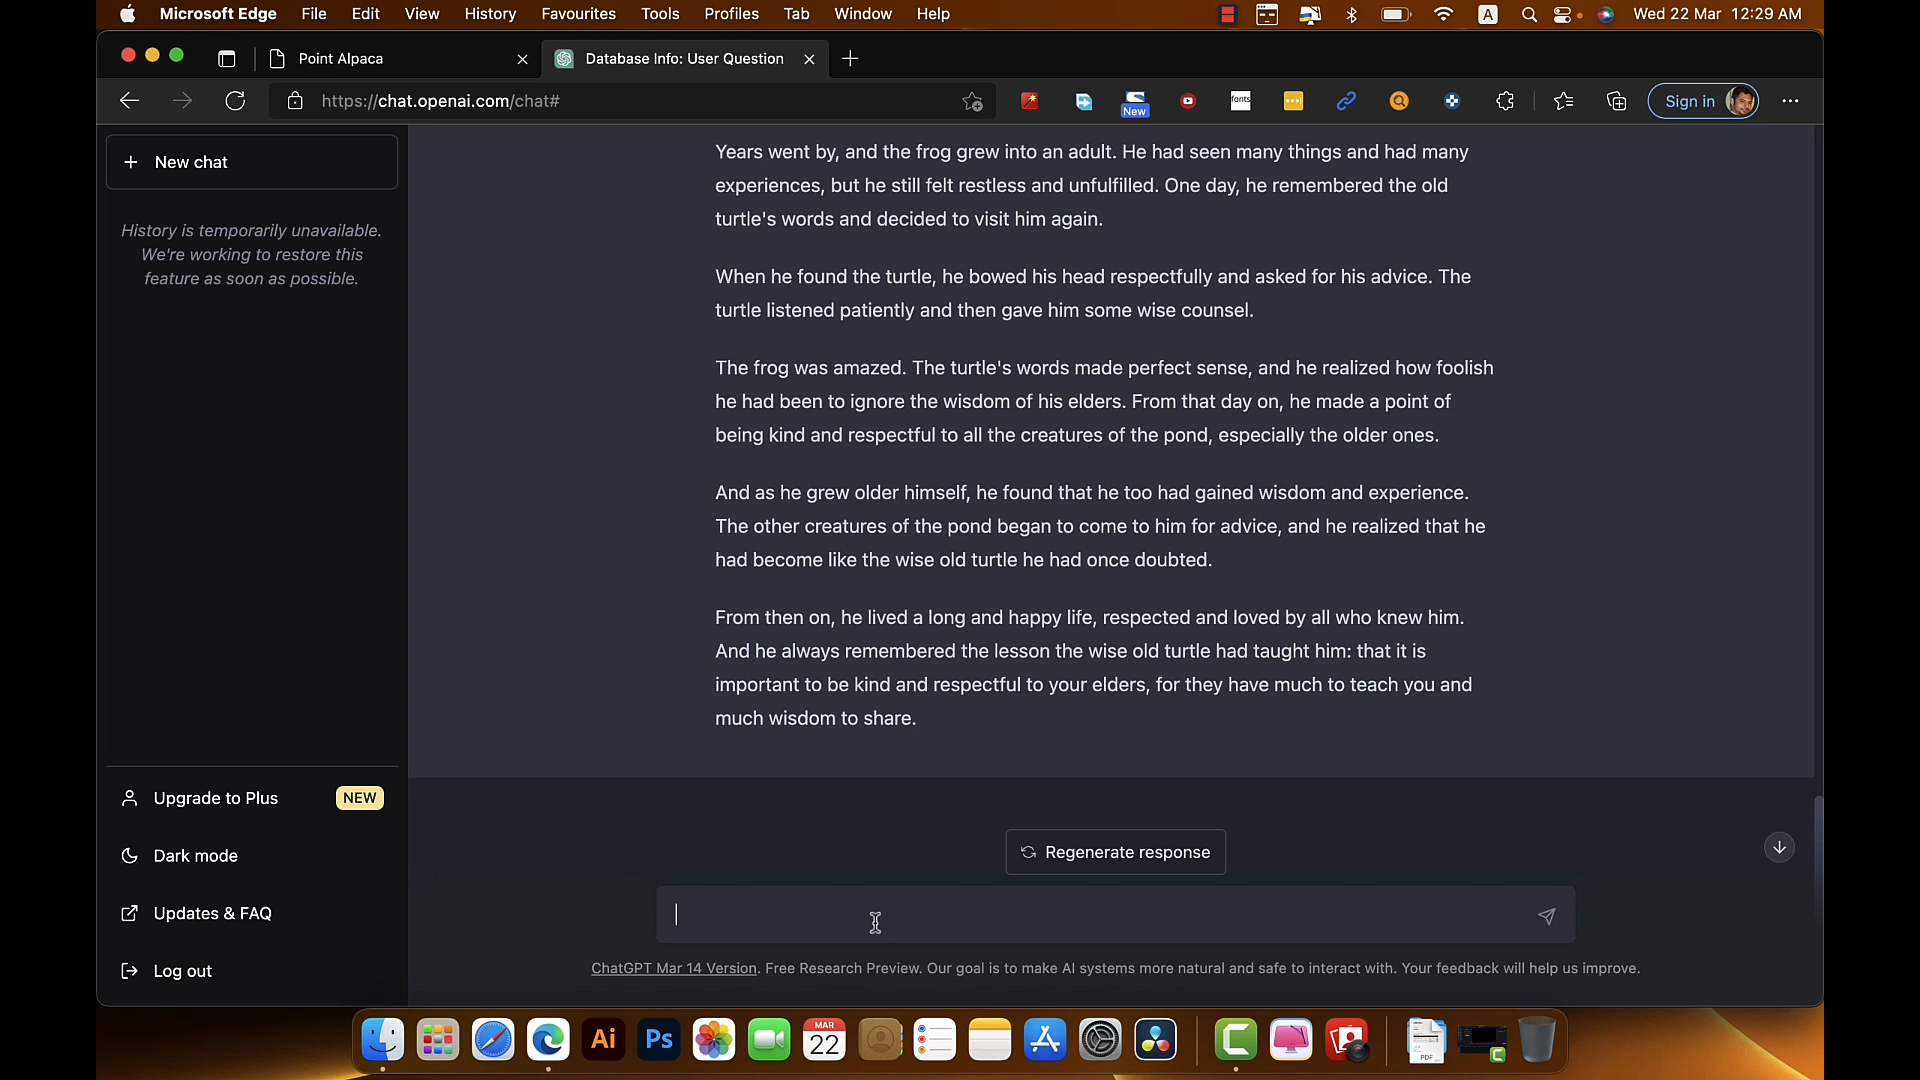 Microsoft Edge File Edit View History Favourites Tools Profiles Tab Window Help A Wed 22 Mar 12:29 AM
Point Alpaca Database Info: User Question
https://chat.openai.com/chat# New fonts Sign in
New chat
History is temporarily unavailable.
We're working to restore this
feature as soon as possible.
Years went by, and the frog grew into an adult. He had seen many things and had many
experiences, but he still felt restless and unfulfilled. One day, he remembered the old
turtle's words and decided to visit him again.
When he found the turtle, he bowed his head respectfully and asked for his advice. The
turtle listened patiently and then gave him some wise counsel.
The frog was amazed. The turtle's words made perfect sense, and he realized how foolish
he had been to ignore the wisdom of his elders. From that day on, he made a point of
being kind and respectful to all the creatures of the pond, especially the older ones.
And as he grew older himself, he found that he too had gained wisdom and experience.
The other creatures of the pond began to come to him for advice, and he realized that he
had become like the wise old turtle he had once doubted.
From then on, he lived a long and happy life, respected and loved by all who knew him.
And he always remembered the lesson the wise old turtle had taught him: that it is
important to be kind and respectful to your elders, for they have much to teach you and
much wisdom to share.
Upgrade to Plus NEW
Dark mode
Updates & FAQ
Log out
Regenerate response
ChatGPT Mar 14 Version. Free Research Preview. Our goal is to make AI systems more natural and safe to interact with. Your feedback will help us improve.
Ai Ps MAR 22 PDF